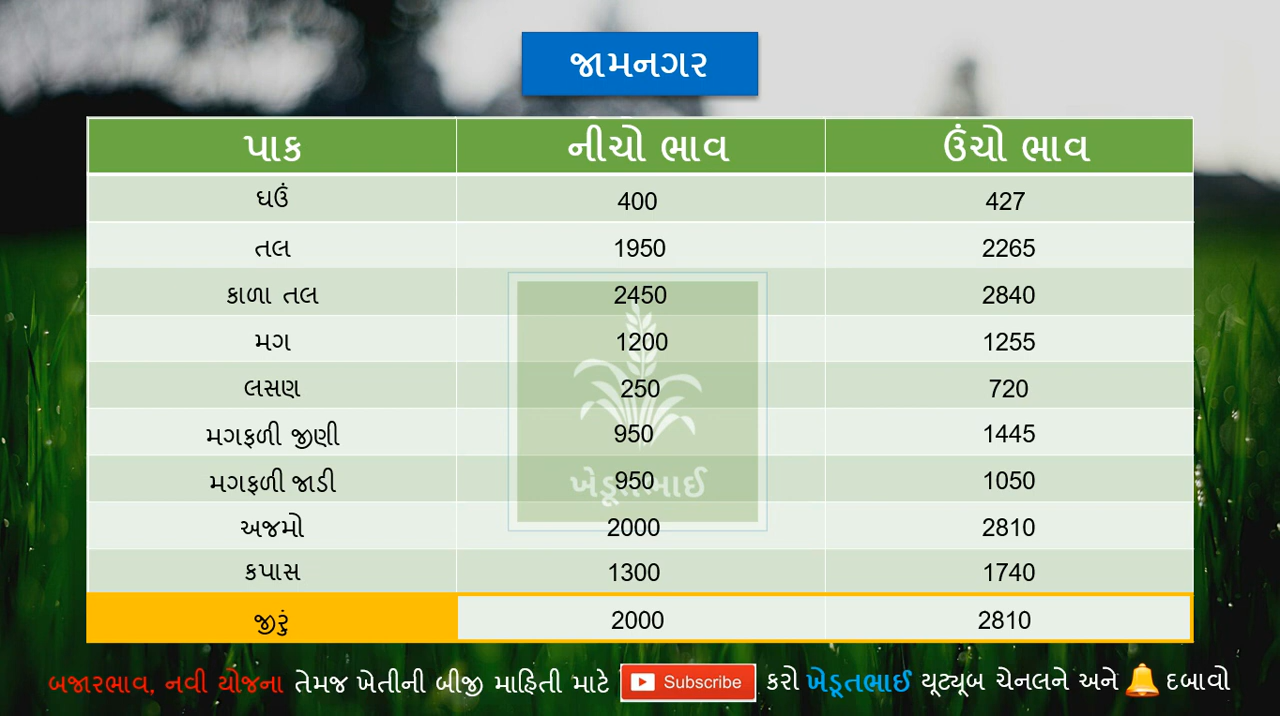 જામનગર
પાક નીચો ભાવ ઉંચો ભાવ
ઘઉં 400 427
તલ 1950 2265
કાળા તલ 2450 2840
મગ 1200 1255
લસણ 250 720
મગફળી જીણી 950 1445
મગફળી જાડી 950 1050
ખેડૂતભાઈ
અજમો 2000 2810
કપાસ 1300 1740
જીરું 2000 2810
બજારભાવ, નવી યોજના તેમજ ખેતીની બીજી માહિતી માટે Subscribe કરો ખેડૂતભાઈ યૂટ્યૂબ ચેનલને અને દબાવો